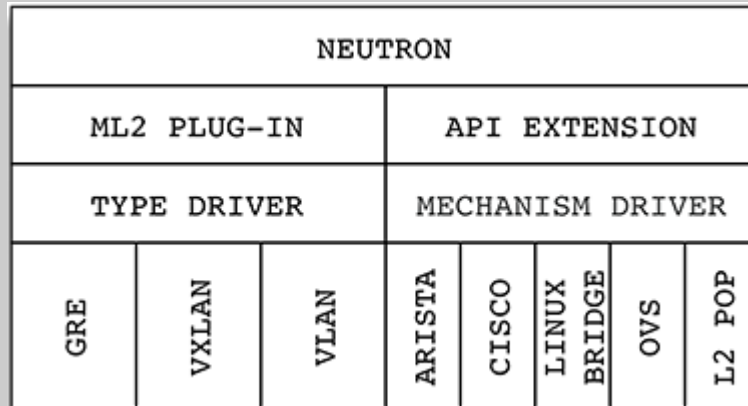 NEUTRON
ML2 PLUG-IN
API EXTENSION
TYPE DRIVER
MECHANISM DRIVER
GRE
VXLAN
VLAN
ARISTA
CISCO
LINUX
BRIDGE
OVS
L2 POP